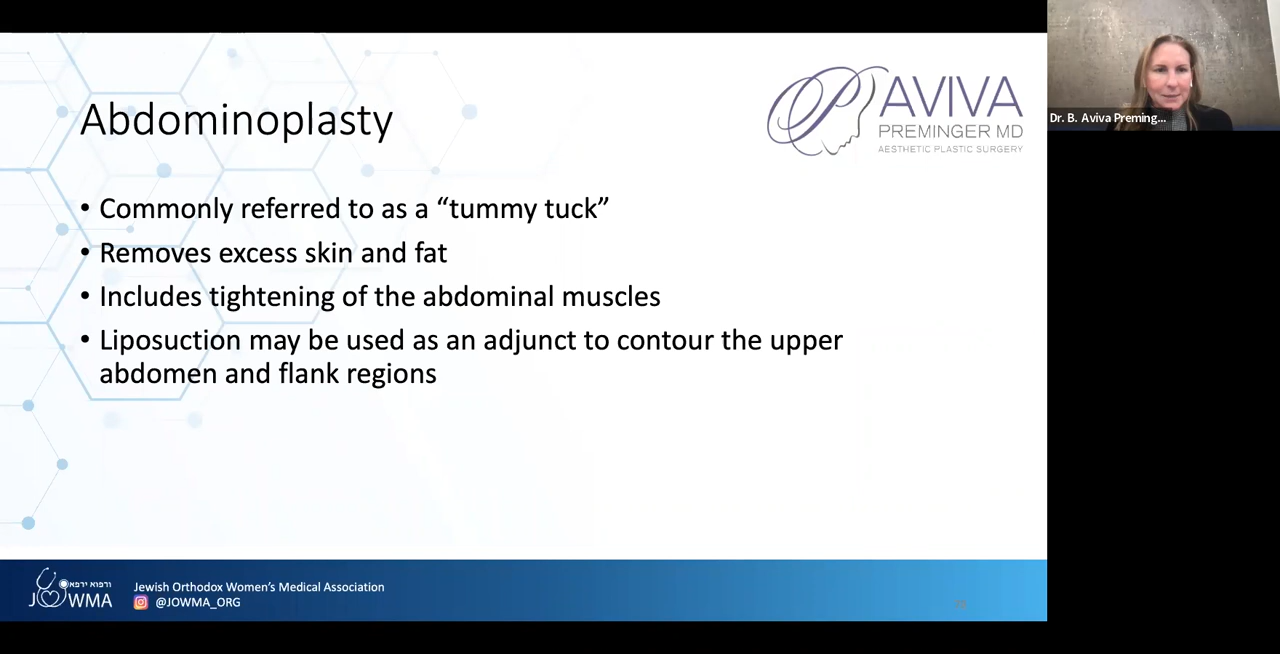 Abdominoplasty
AVIVA
PREMINGER MD
AESTHETIC PLASTIC SURGERY
Dr. B. Aviva Preming...
• Commonly referred to as a “tummy tuck”
• Removes excess skin and fat
• Includes tightening of the abdominal muscles
• Liposuction may be used as an adjunct to contour the upper
abdomen and flank regions
ורפוא ירפא
JOWMA
Jewish Orthodox Women’s Medical Association
@JOWMA_ORG